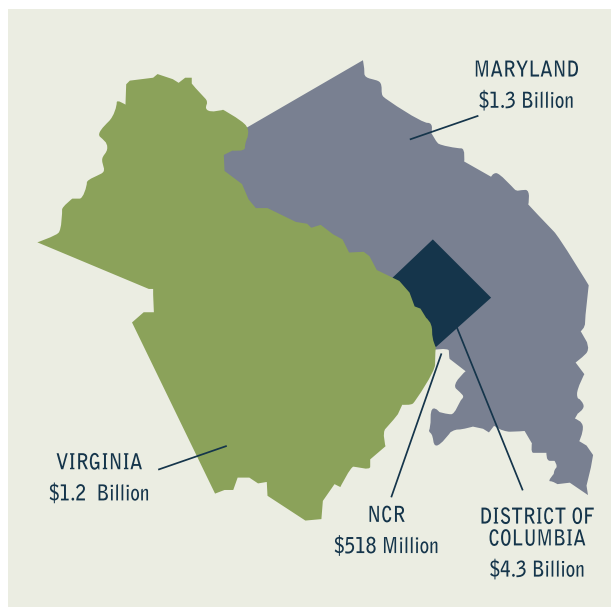 MARYLAND
$1.3 Billion
VIRGINIA
$1.2 Billion
NCR
$518 Million
DISTRICT OF
COLUMBIA
$4.3 Billion